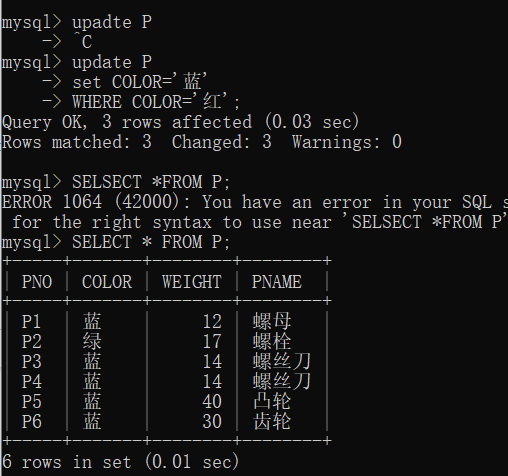 mysql> upadte P
    -> ^C
mysql> update P
    -> set COLOR='蓝'
    -> WHERE COLOR='红';
Query OK, 3 rows affected (0.03 sec)
Rows matched: 3  Changed: 3  Warnings: 0
mysql> SELSECT *FROM P;
ERROR 1064 (42000): You have an error in your SQL s
 for the right syntax to use near 'SELSECT *FROM P'
mysql> SELECT * FROM P;
+-----+-------+--------+--------+
| PNO | COLOR | WEIGHT | PNAME  |
+-----+-------+--------+--------+
| P1  | 蓝    |     12 | 螺母   |
| P2  | 绿    |     17 | 螺栓   |
| P3  | 蓝    |     14 | 螺丝刀 |
| P4  | 蓝    |     14 | 螺丝刀 |
| P5  | 蓝    |     40 | 凸轮   |
| P6  | 蓝    |     30 | 齿轮   |
+-----+-------+--------+--------+
6 rows in set (0.01 sec)